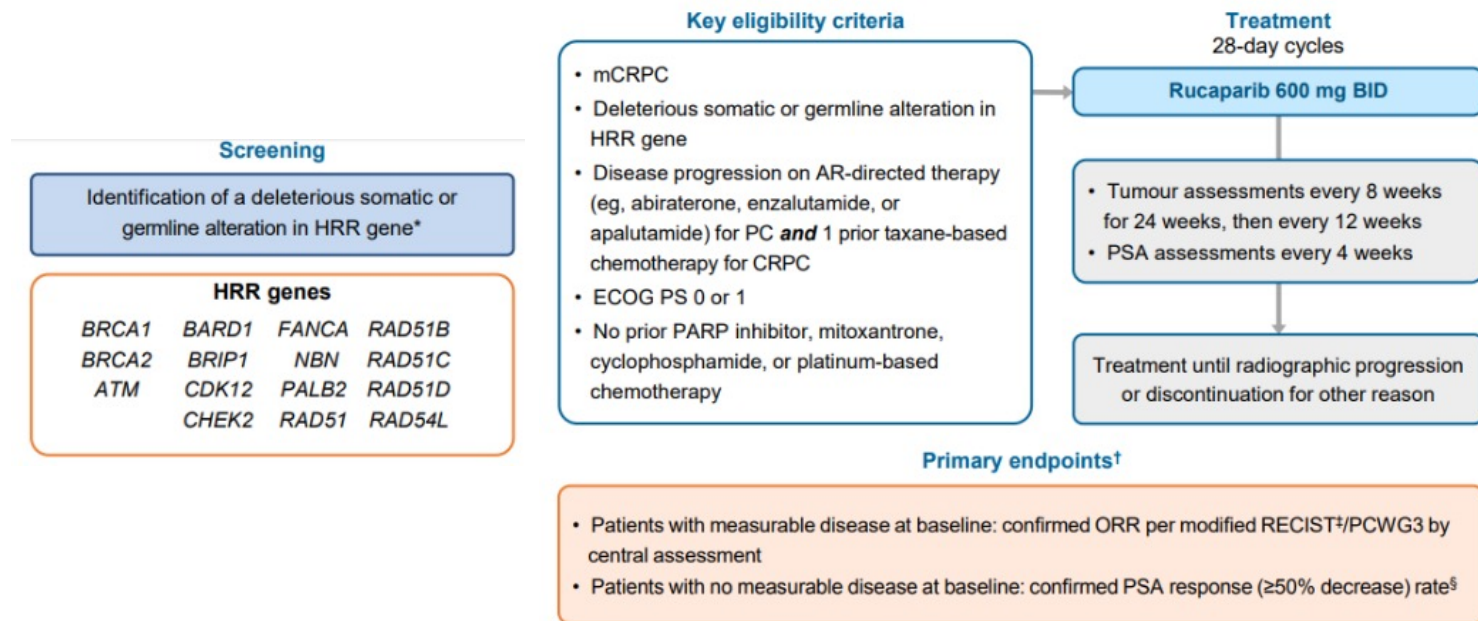 Screening
Identification of a deleterious somatic or
germline alteration in HRR gene*
HRR genes
BRCA1 BARD1 FANCA RAD51B
BRCA2 BRIP1 NBN RAD51C
ATM CDK12 PALB2 RAD51D
CHEK2 RAD51 RAD54L
Key eligibility criteria
• mCRPC
• Deleterious somatic or germline alteration in
HRR gene
• Disease progression on AR-directed therapy
(eg, abiraterone, enzalutamide, or
apalutamide) for PC and 1 prior taxane-based
chemotherapy for CRPC
• ECOG PS 0 or 1
• No prior PARP inhibitor, mitoxantrone,
cyclophosphamide, or platinum-based
chemotherapy
Treatment
28-day cycles
Rucaparib 600 mg BID
• Tumour assessments every 8 weeks
for 24 weeks, then every 12 weeks
• PSA assessments every 4 weeks
Treatment until radiographic progression
or discontinuation for other reason
Primary endpoints†
• Patients with measurable disease at baseline: confirmed ORR per modified RECIST‡/PCWG3 by
central assessment
• Patients with no measurable disease at baseline: confirmed PSA response (≥50% decrease) rate§